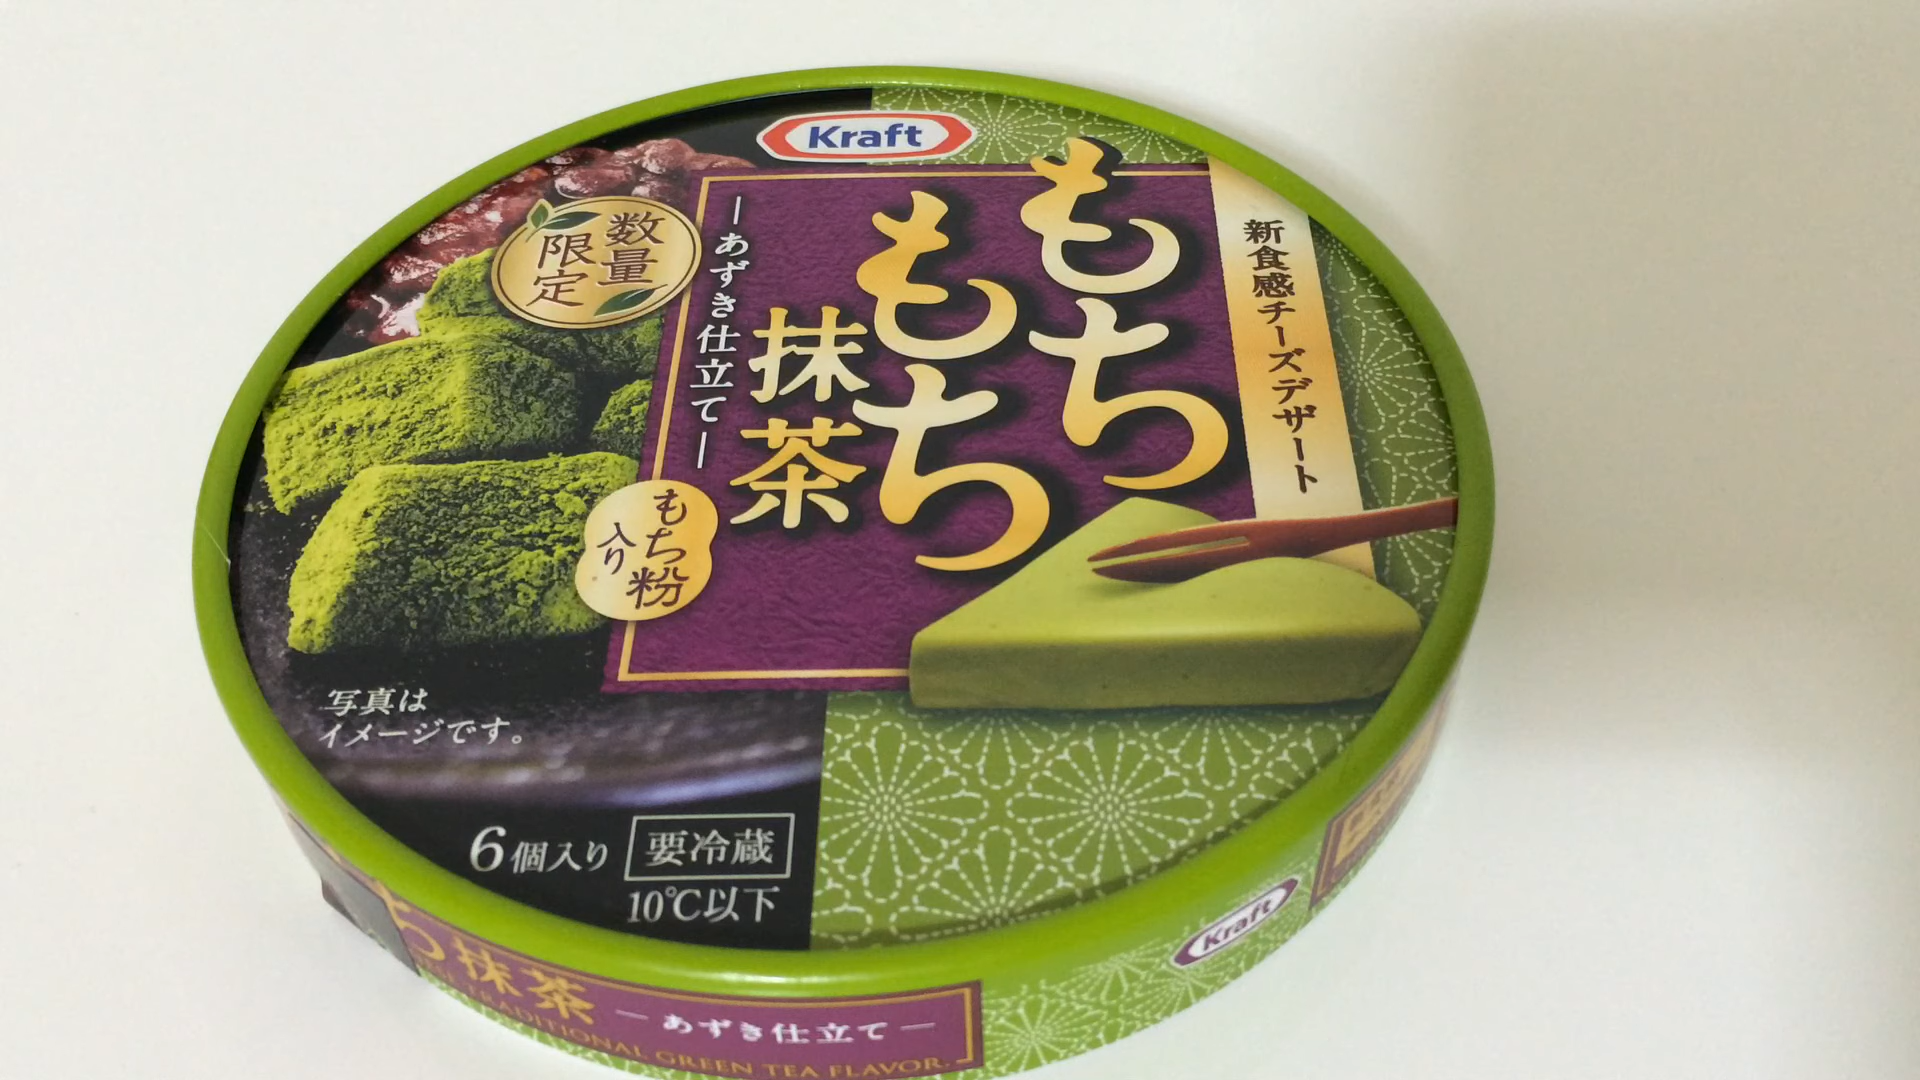 Kraft
新食感チーズデザート
もち
もち
抹茶
―あずき仕立て―
数量
限定
もち粉
入り
写真は
イメージです。
6個入り
要冷蔵
10℃以下
ち抹茶
―あずき仕立て―
TRADITIONAL GREEN TEA FLAVOR.
Kraft